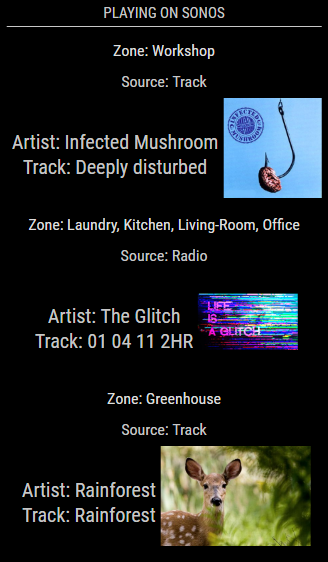 PLAYING ON SONOS
Zone: Workshop
Source: Track
Artist: Infected Mushroom
Track: Deeply disturbed
INFECTED
MUSHROOM
Zone: Laundry, Kitchen, Living-Room, Office
Source: Radio
Artist: The Glitch
Track: 01 04 11 2HR
LIFE
IS
A GLITCH
Zone: Greenhouse
Source: Track
Artist: Rainforest
Track: Rainforest